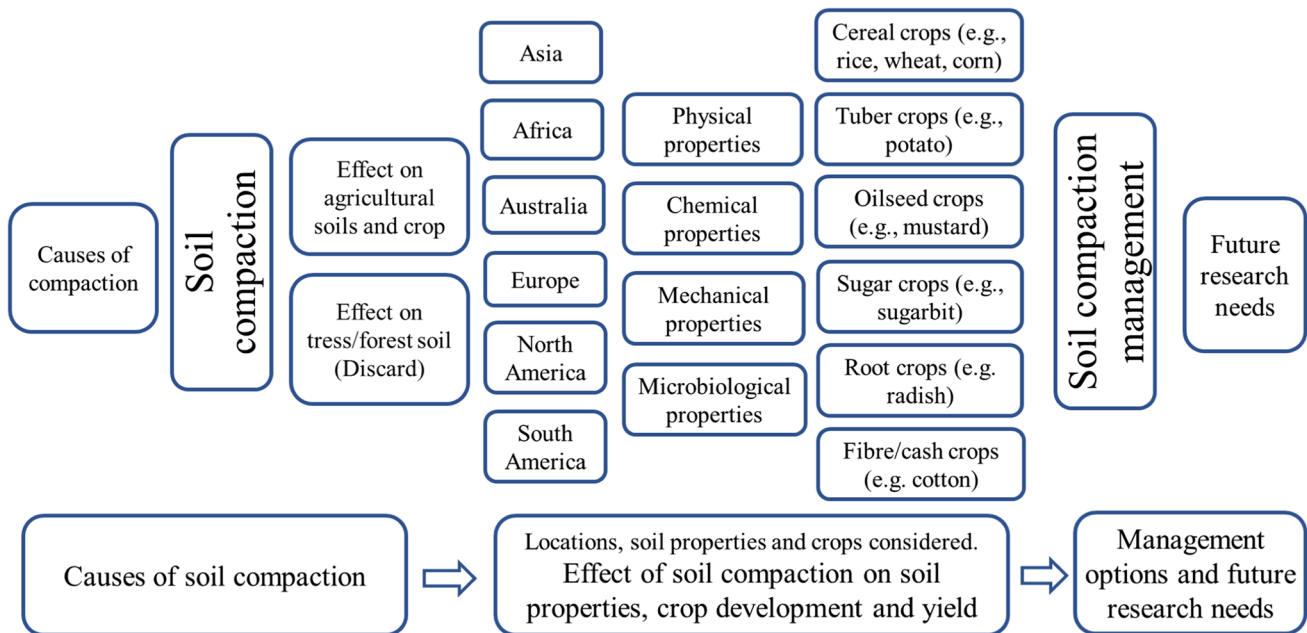 Causes of
compaction
Soil
compaction
Effect on
agricultural
soils and crop
Effect on
tress/forest soil
(Discard)
Asia
Africa
Australia
Europe
North
America
South
America
Physical
properties
Chemical
properties
Mechanical
properties
Microbiological
properties
Cereal crops (e.g.,
rice, wheat, corn)
Tuber crops (e.g.,
potato)
Oilseed crops
(e.g., mustard)
Sugar crops (e.g.,
sugarbit)
Root crops (e.g.
radish)
Fibre/cash crops
(e.g. cotton)
Soil compaction
management
Future
research
needs
Causes of soil compaction
Locations, soil properties and crops considered.
Effect of soil compaction on soil
properties, crop development and yield
Management
options and future
research needs